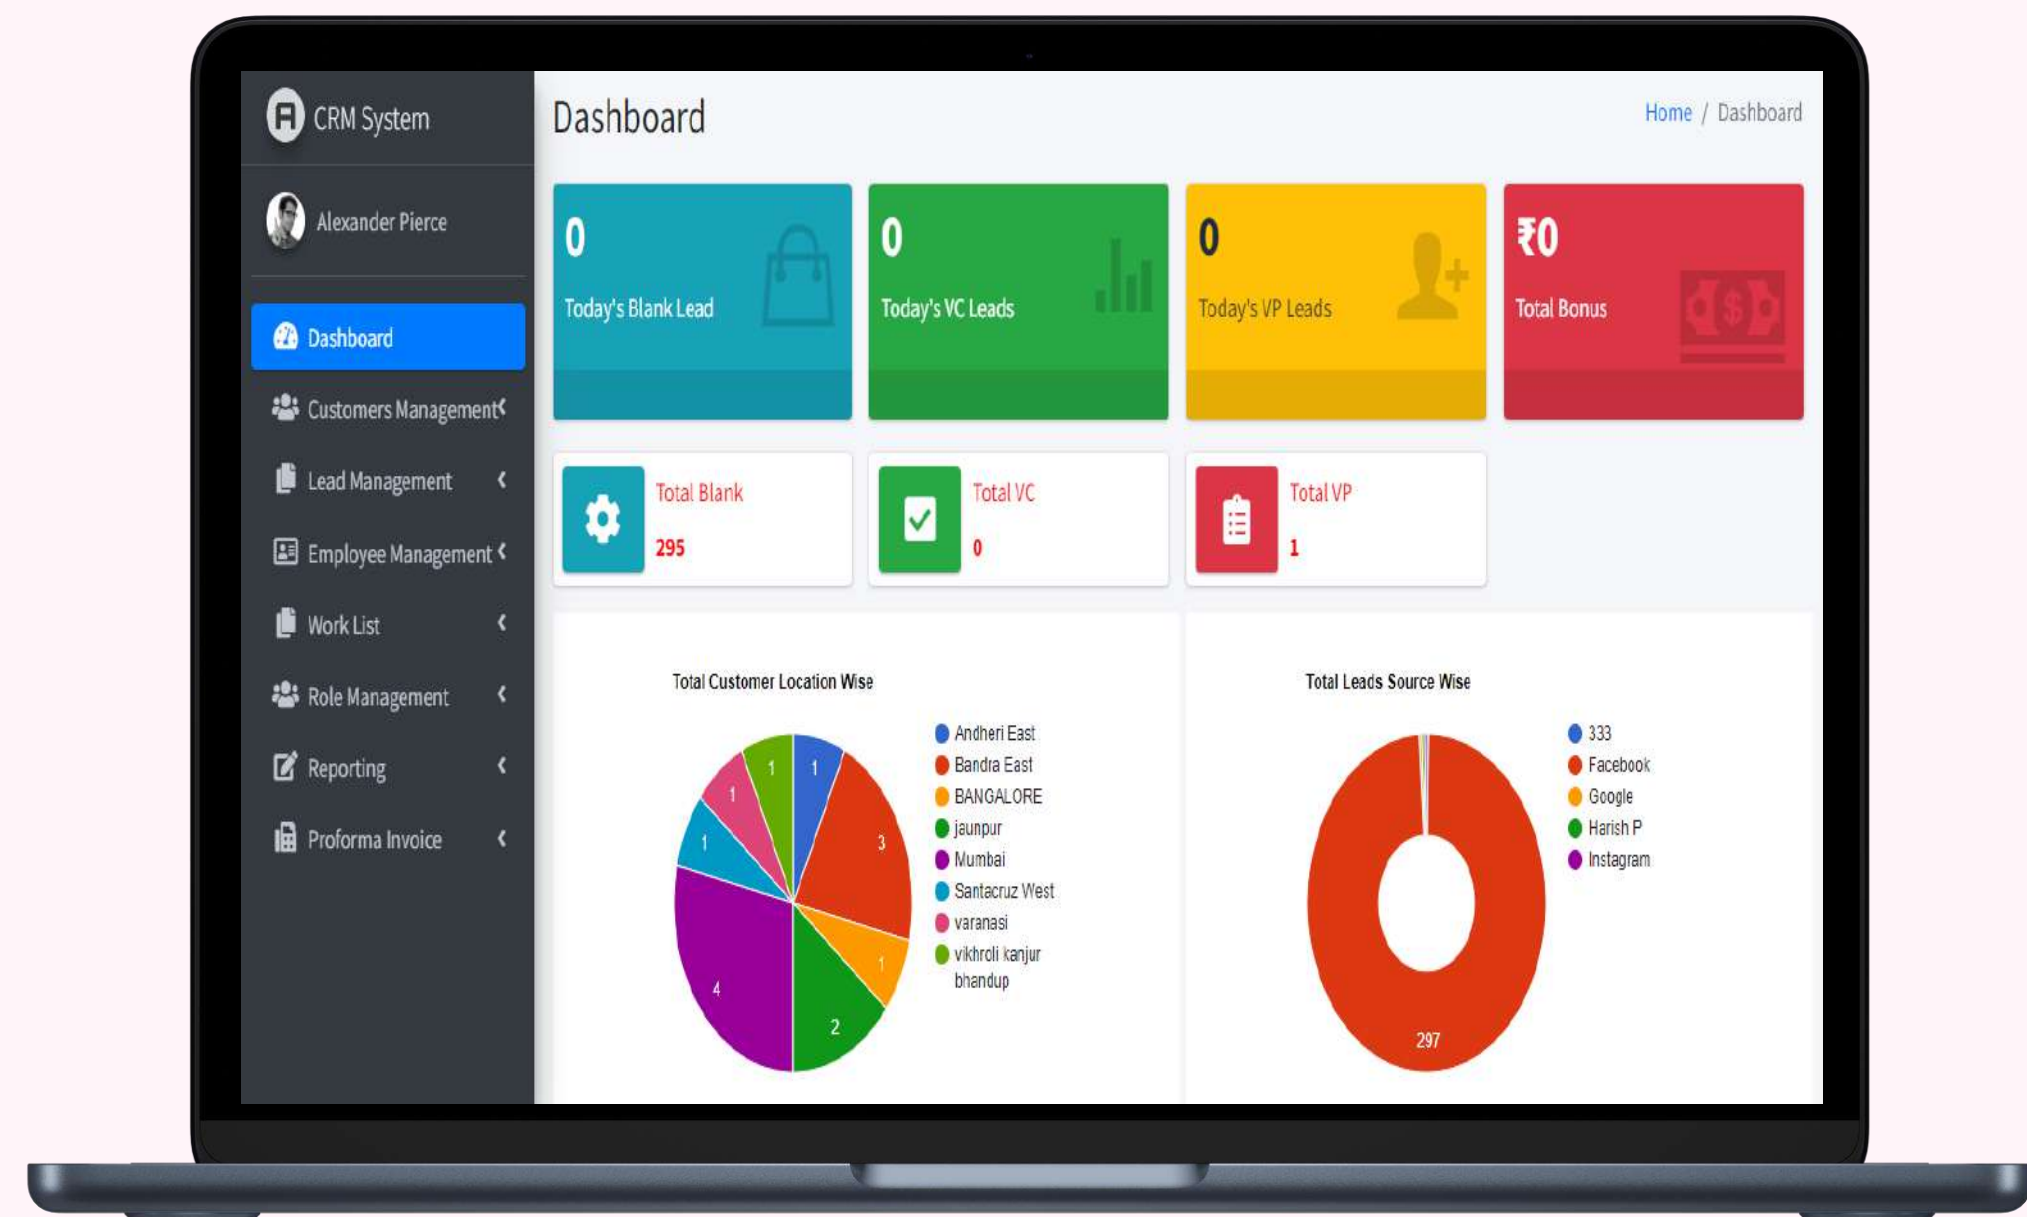 CRM System
Alexander Pierce
Dashboard
Customers Management
Lead Management
Employee Management
Work List
Role Management
Reporting
Proforma Invoice
Dashboard
Home / Dashboard
0
Today's Blank Lead
0
Today's VC Leads
0
Today's VP Leads
₹0
Total Bonus
Total Blank
295
Total VC
0
Total VP
1
Total Customer Location Wise
1
3
1
2
4
1
1
1
Andheri East
Bandra East
BANGALORE
jaunpur
Mumbai
Santacruz West
varanasi
vikhroli kanjur
bhandup
Total Leads Source Wise
297
333
Facebook
Google
Harish P
Instagram